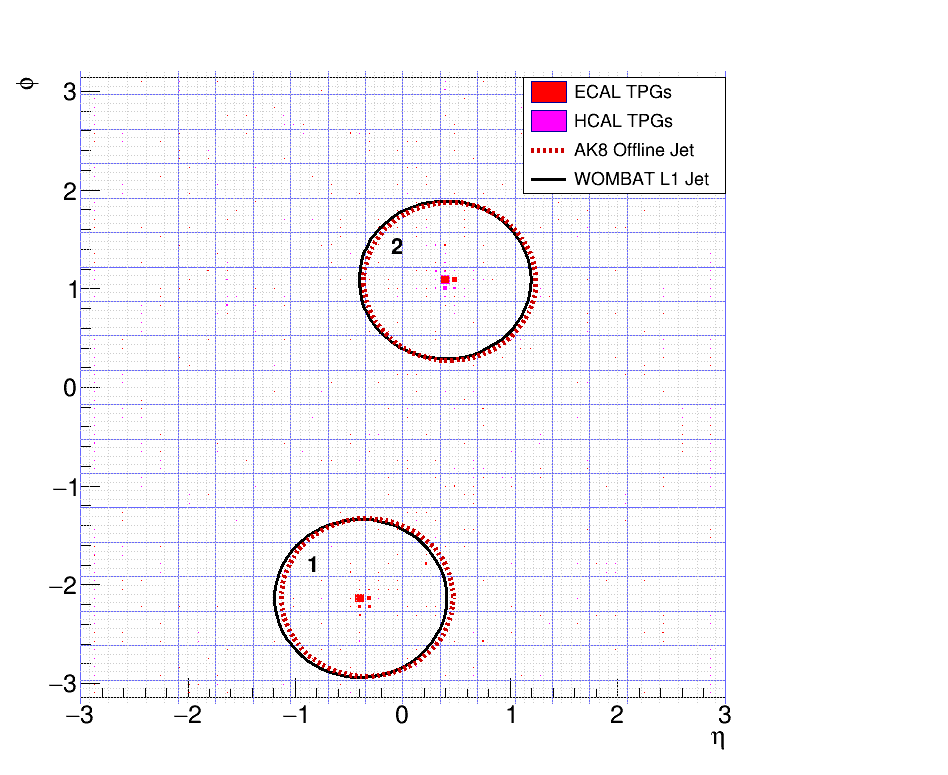 φ
3
2
1
0
−1
−2
−3
ECAL TPGs
HCAL TPGs
AK8 Offline Jet
WOMBAT L1 Jet
2
1
−3 −2 −1 0 1 2 3
η